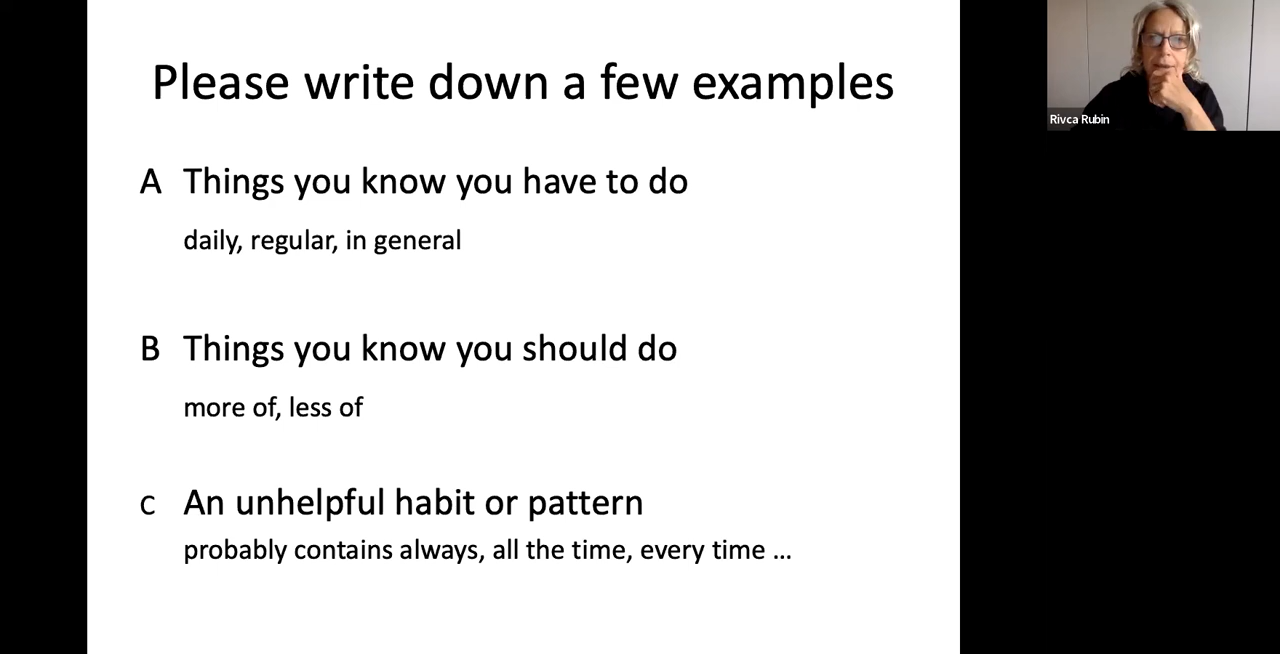 Please write down a few examples
A Things you know you have to do
daily, regular, in general
B Things you know you should do
more of, less of
C An unhelpful habit or pattern
probably contains always, all the time, every time ...
Rivca Rubin